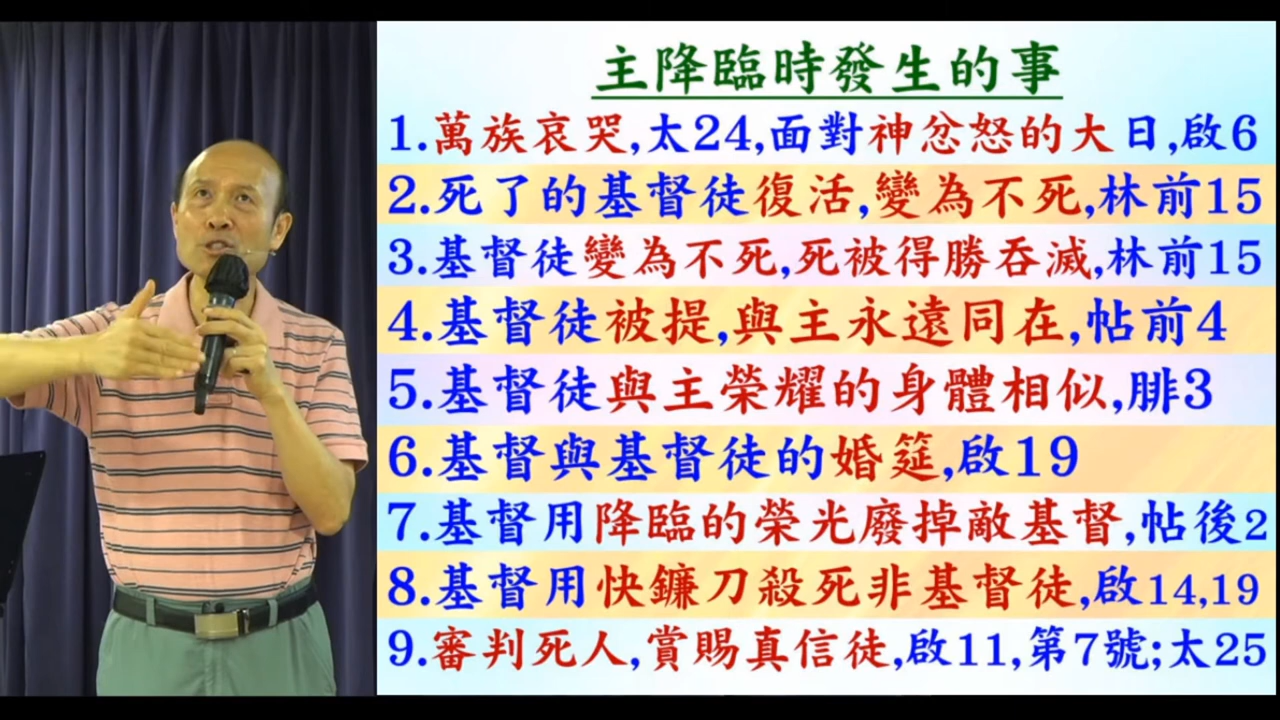 主降臨時發生的事
1.萬族哀哭,太24,面對神忿怒的大日,啟6
2.死了的基督徒復活,變為不死,林前15
3.基督徒變為不死,死被得勝吞滅,林前15
4.基督徒被提,與主永遠同在,帖前4
5.基督徒與主榮耀的身體相似,腓3
6.基督與基督徒的婚筵,啟19
7.基督用降臨的榮光廢掉敵基督,帖後2
8.基督用快鐮刀殺死非基督徒,啟14,19
9.審判死人,賞賜真信徒,啟11,第7號;太25